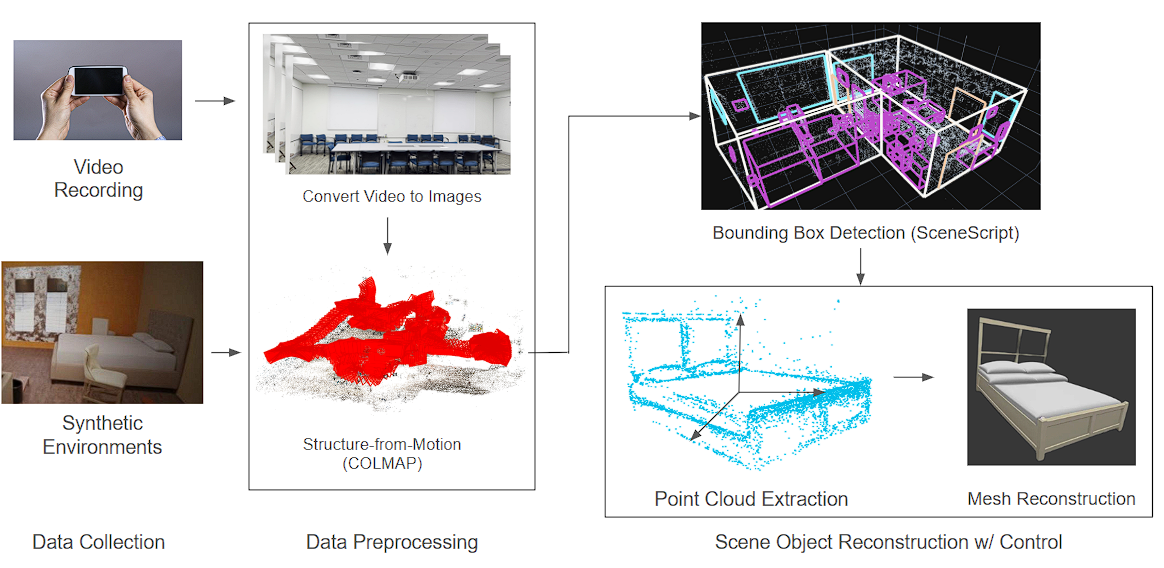 Video
Recording
Convert Video to Images
Synthetic
Environments
Structure-from-Motion
(COLMAP)
Bounding Box Detection (SceneScript)
Point Cloud Extraction
Mesh Reconstruction
Data Collection
Data Preprocessing
Scene Object Reconstruction w/ Control